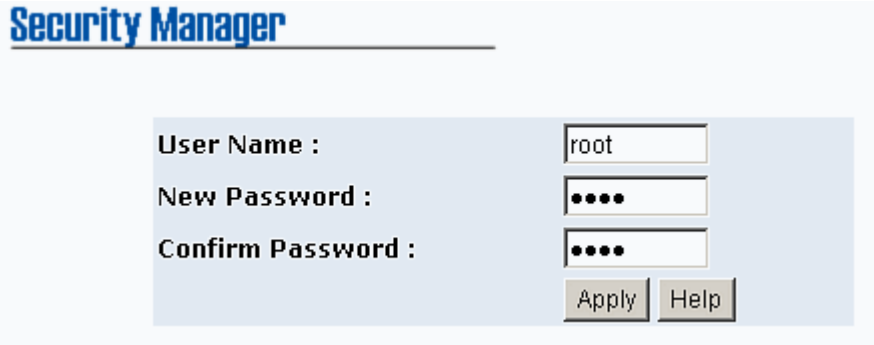 Security Manager
User Name : root
New Password : ●●●●
Confirm Password : ●●●●
Apply Help